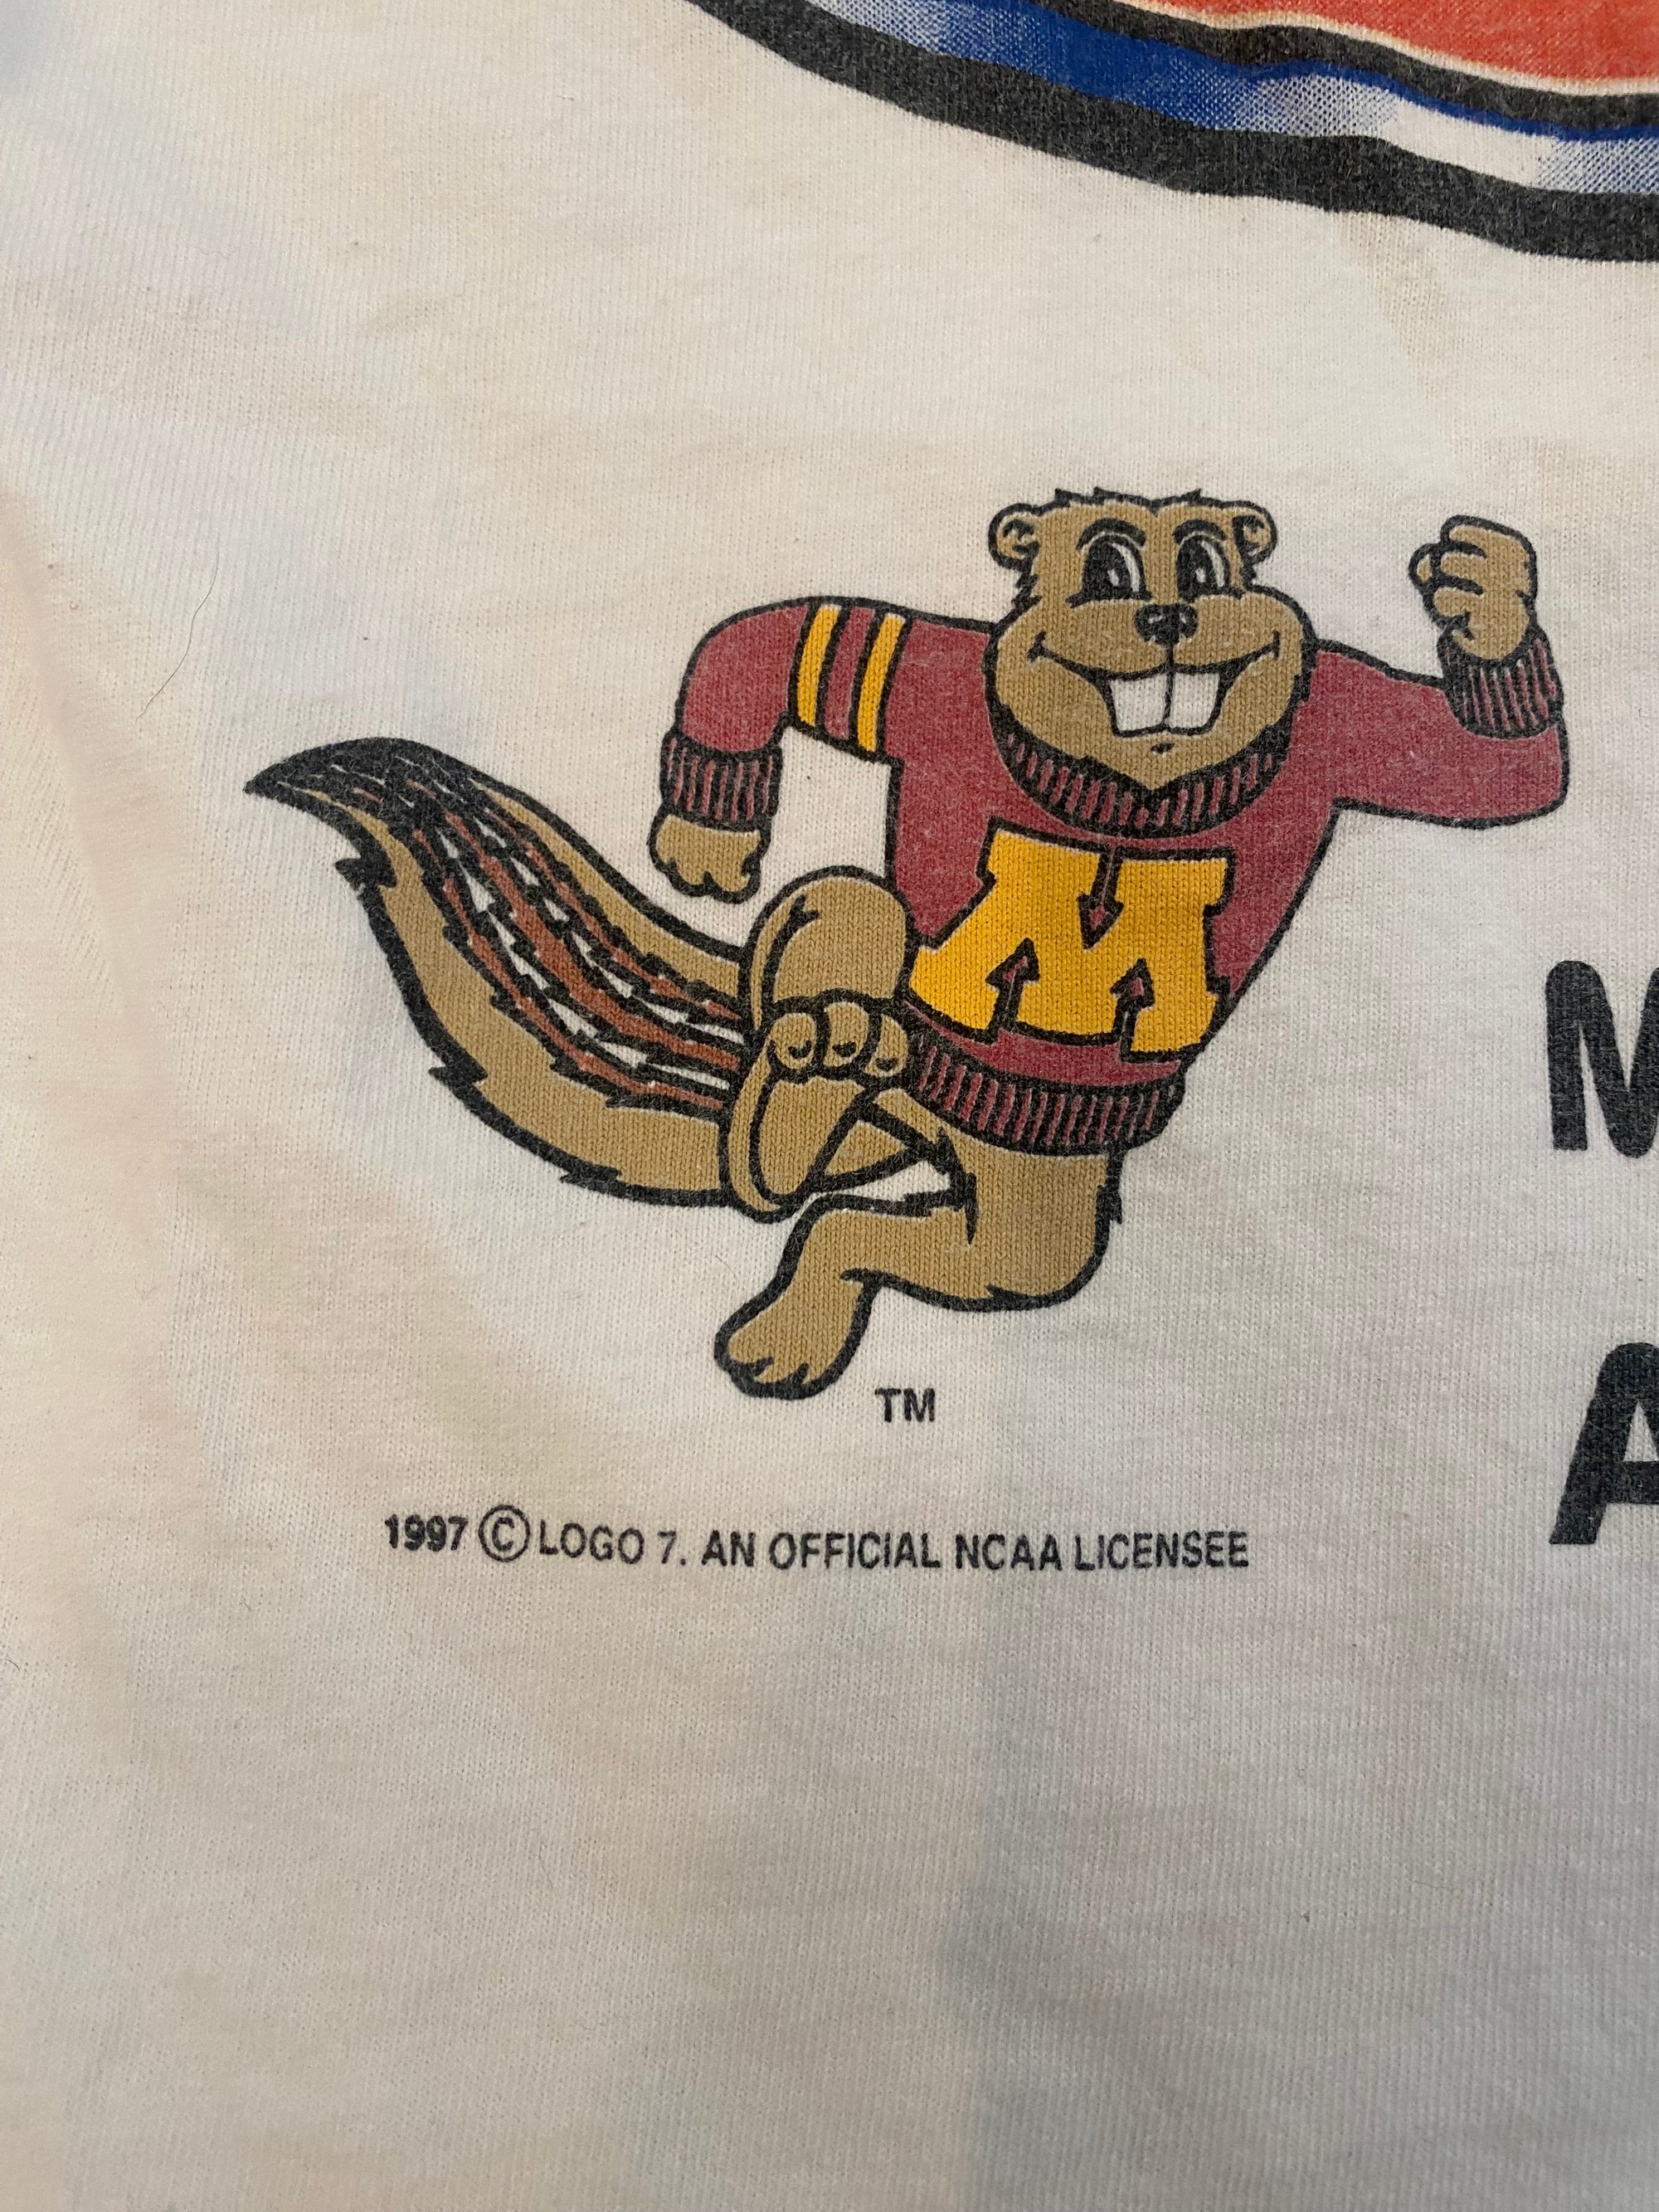 M
M
A
TM
1997 © LOGO 7. AN OFFICIAL NCAA LICENSEE